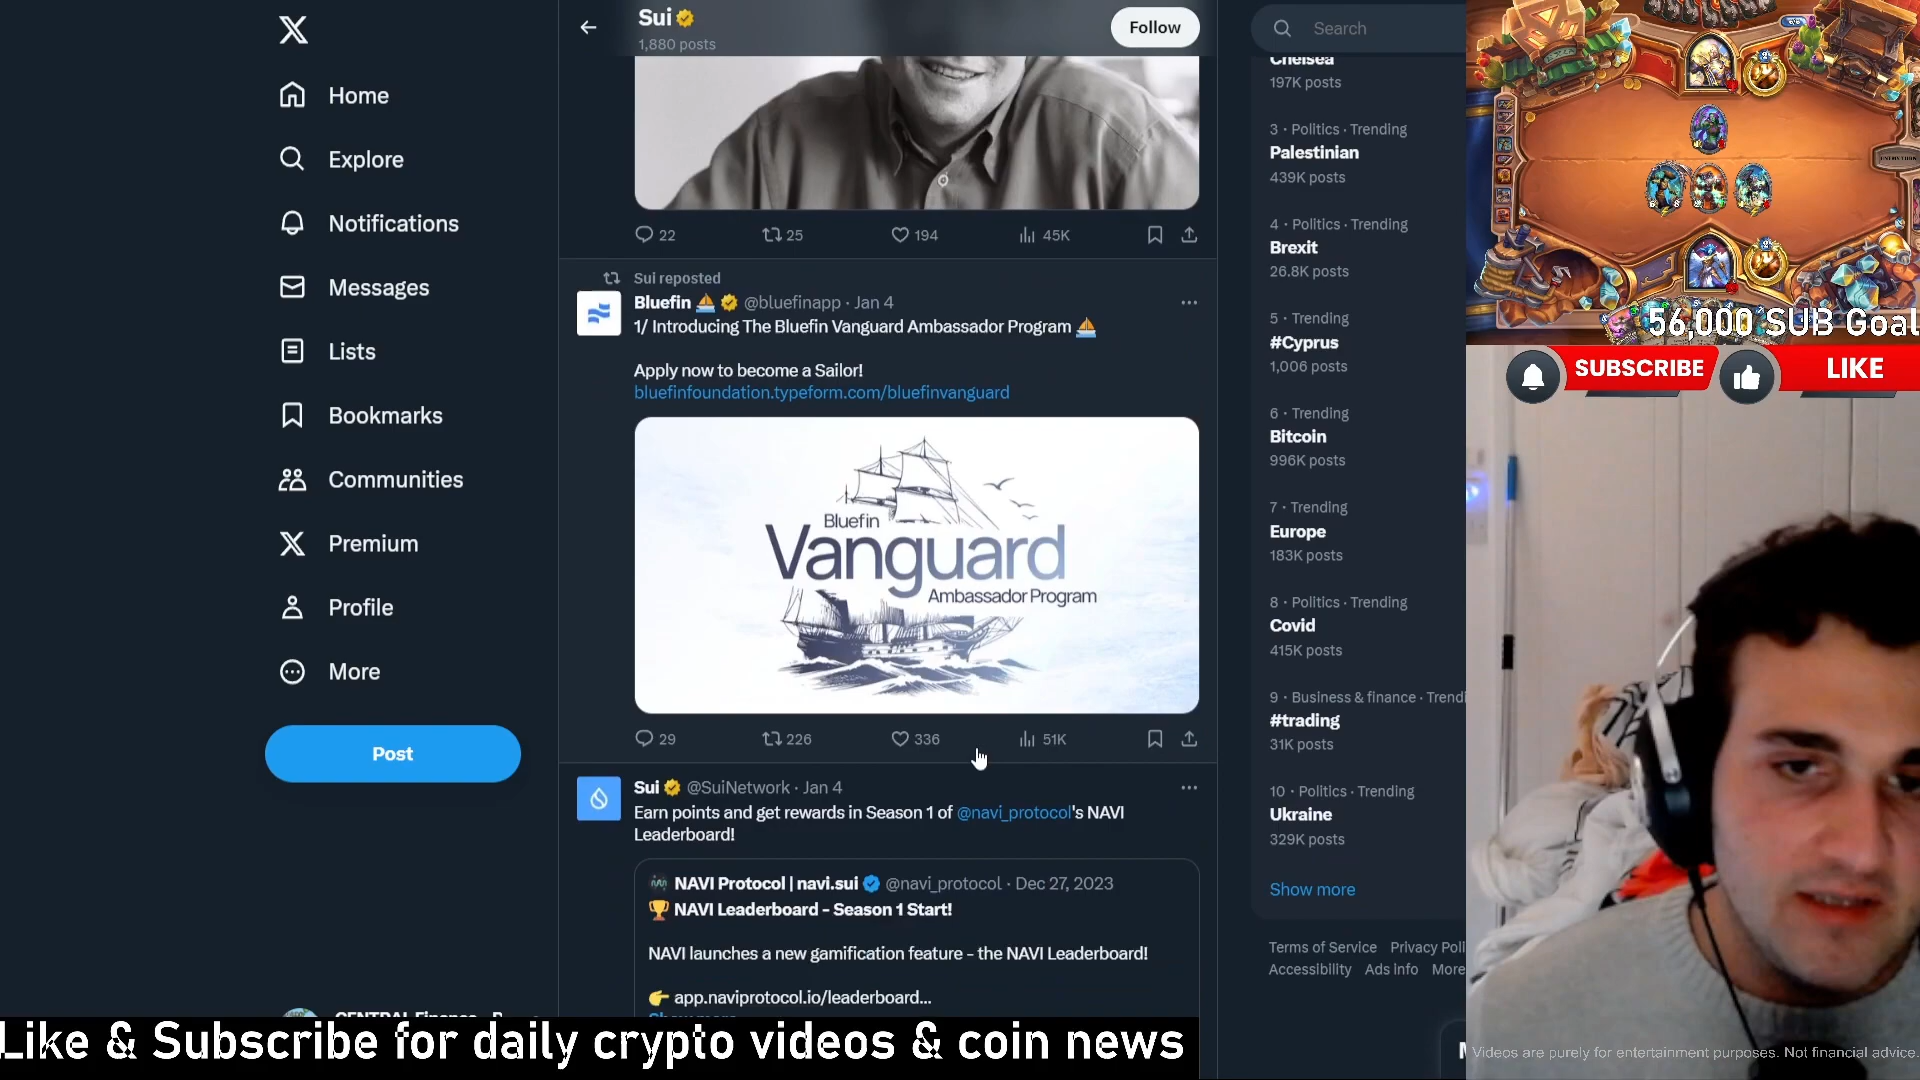 Sui
1,880 posts
Follow
Search
Home
Explore
Notifications
Messages
Lists
Bookmarks
Communities
Premium
Profile
More
Post
22
25
194
45K
Sui reposted
Bluefin @bluefinapp · Jan 4
1/ Introducing The Bluefin Vanguard Ambassador Program
Apply now to become a Sailor!
bluefinfoundation.typeform.com/bluefinvanguard
Bluefin
Vanguard
Ambassador Program
29
226
336
51K
Sui @SuiNetwork · Jan 4
Earn points and get rewards in Season 1 of @navi_protocol's NAVI
Leaderboard!
NAVI Protocol | navi.sui @navi_protocol · Dec 27, 2023
NAVI Leaderboard - Season 1 Start!
NAVI launches a new gamification feature - the NAVI Leaderboard!
app.naviprotocol.io/leaderboard...
Chelsea
197K posts
3 · Politics · Trending
Palestinian
439K posts
4 · Politics · Trending
Brexit
26.8K posts
5 · Trending
#Cyprus
1,006 posts
6 · Trending
Bitcoin
996K posts
7 · Trending
Europe
183K posts
8 · Politics · Trending
Covid
415K posts
9 · Business & finance · Trendi
#trading
31K posts
10 · Politics · Trending
Ukraine
329K posts
Show more
Terms of Service Privacy Poli
Accessibility Ads info More
56,000 SUB Goal
SUBSCRIBE
LIKE
Like & Subscribe for daily crypto videos & coin news
Videos are purely for entertainment purposes. Not financial advice.